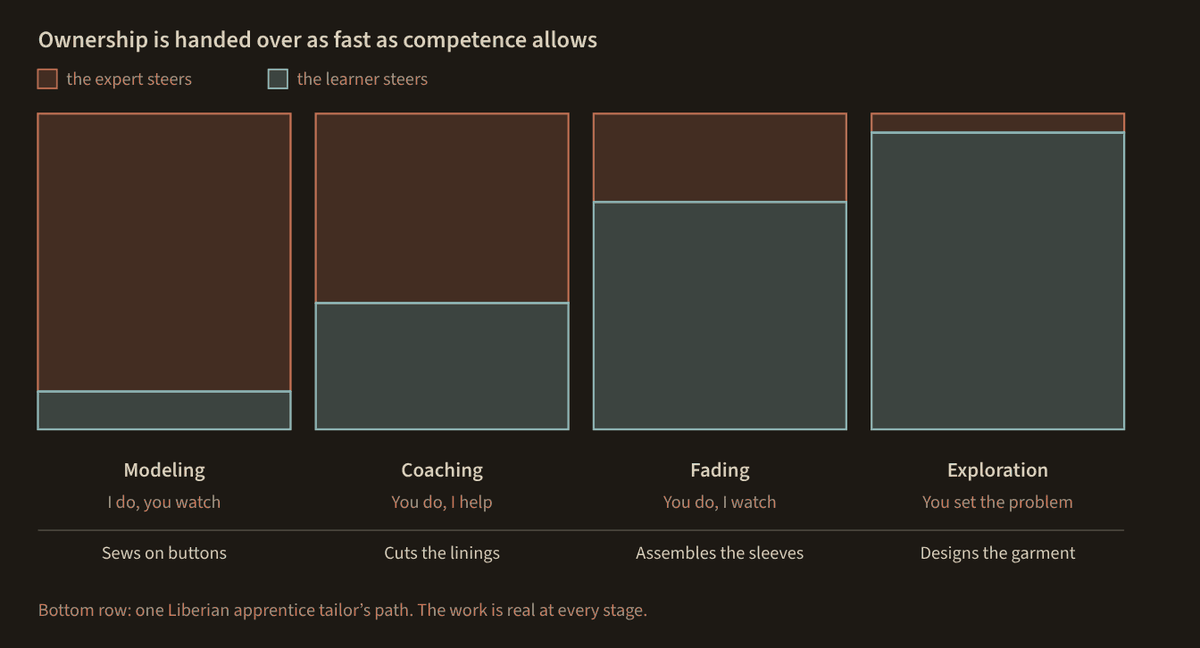 Ownership is handed over as fast as competence allows
the expert steers
the learner steers
Modeling
Coaching
Fading
Exploration
I do, you watch
You do, I help
You do, I watch
You set the problem
Sews on buttons
Cuts the linings
Assembles the sleeves
Designs the garment
Bottom row: one Liberian apprentice tailor’s path. The work is real at every stage.